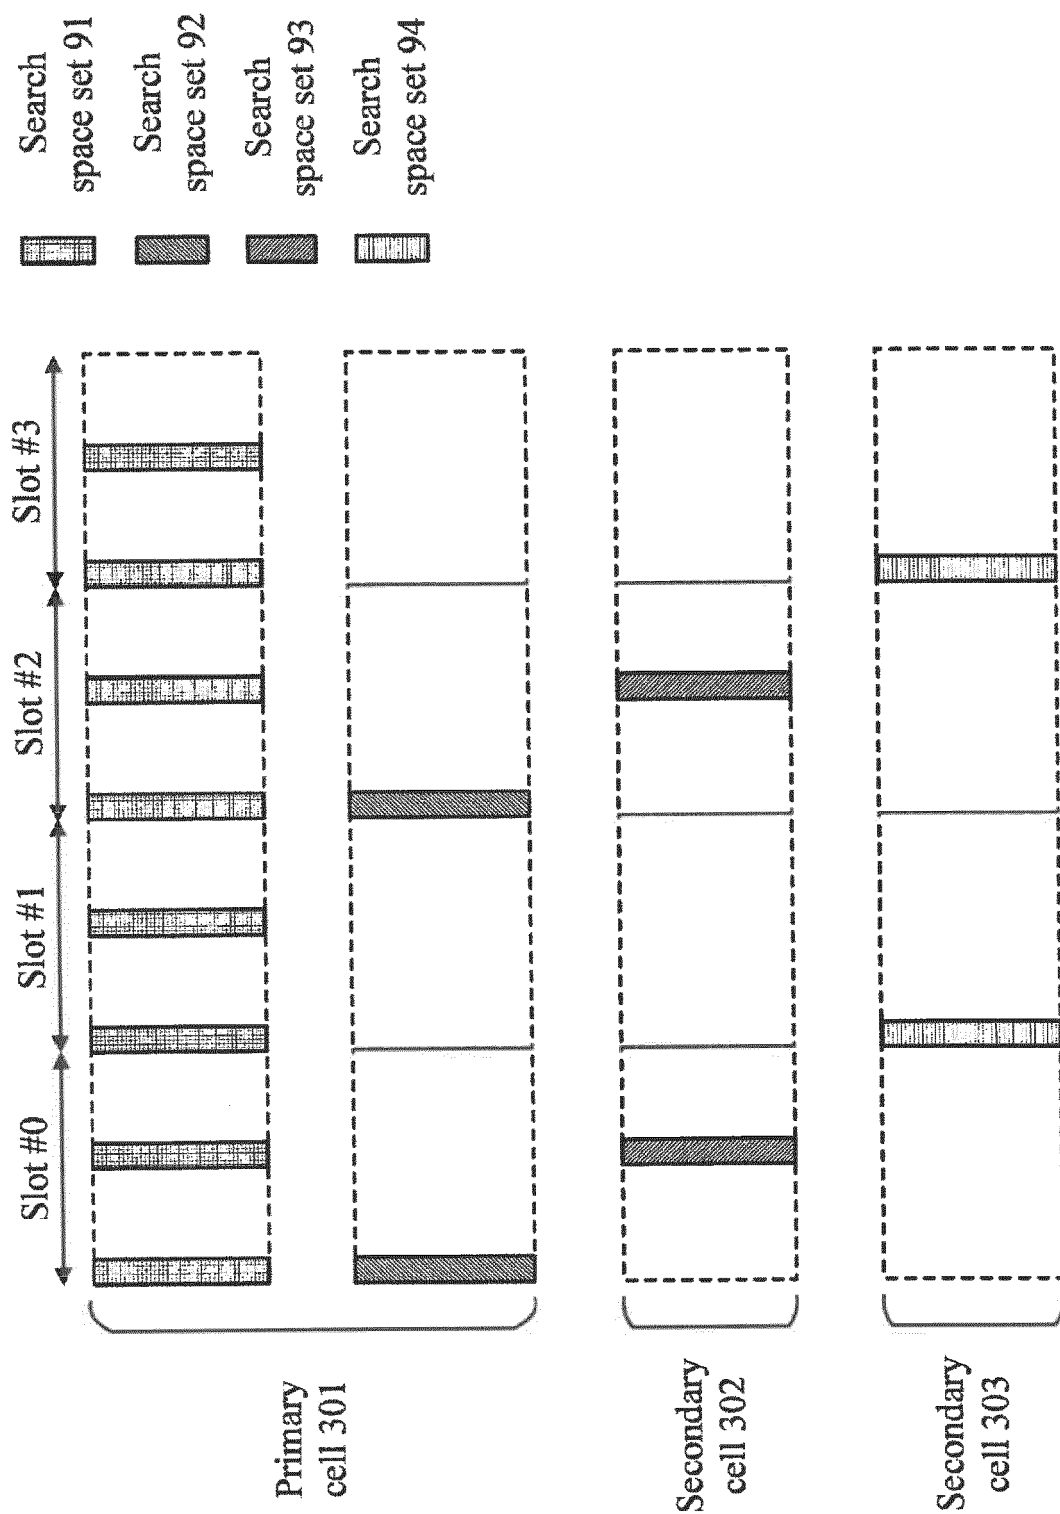 Search
space set 91
Search
space set 92
Search
space set 93
Search
space set 94
Slot #0
Slot #1
Slot #2
Slot #3
Primary
cell 301
Secondary
cell 302
Secondary
cell 303